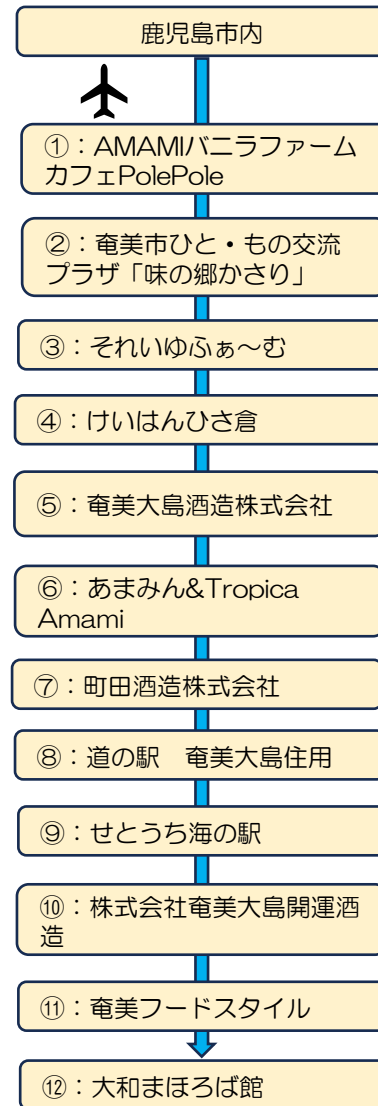 鹿児島市内
①：AMAMIバニラファーム
カフェPolePole
②：奄美市ひと・もの交流
プラザ「味の郷かさり」
③：それいゆふぁ〜む
④：けいはんひさ倉
⑤：奄美大島酒造株式会社
⑥：あまみん&Tropica
Amami
⑦：町田酒造株式会社
⑧：道の駅　奄美大島住用
⑨：せとうち海の駅
⑩：株式会社奄美大島開運酒
造
⑪：奄美フードスタイル
⑫：大和まほろば館